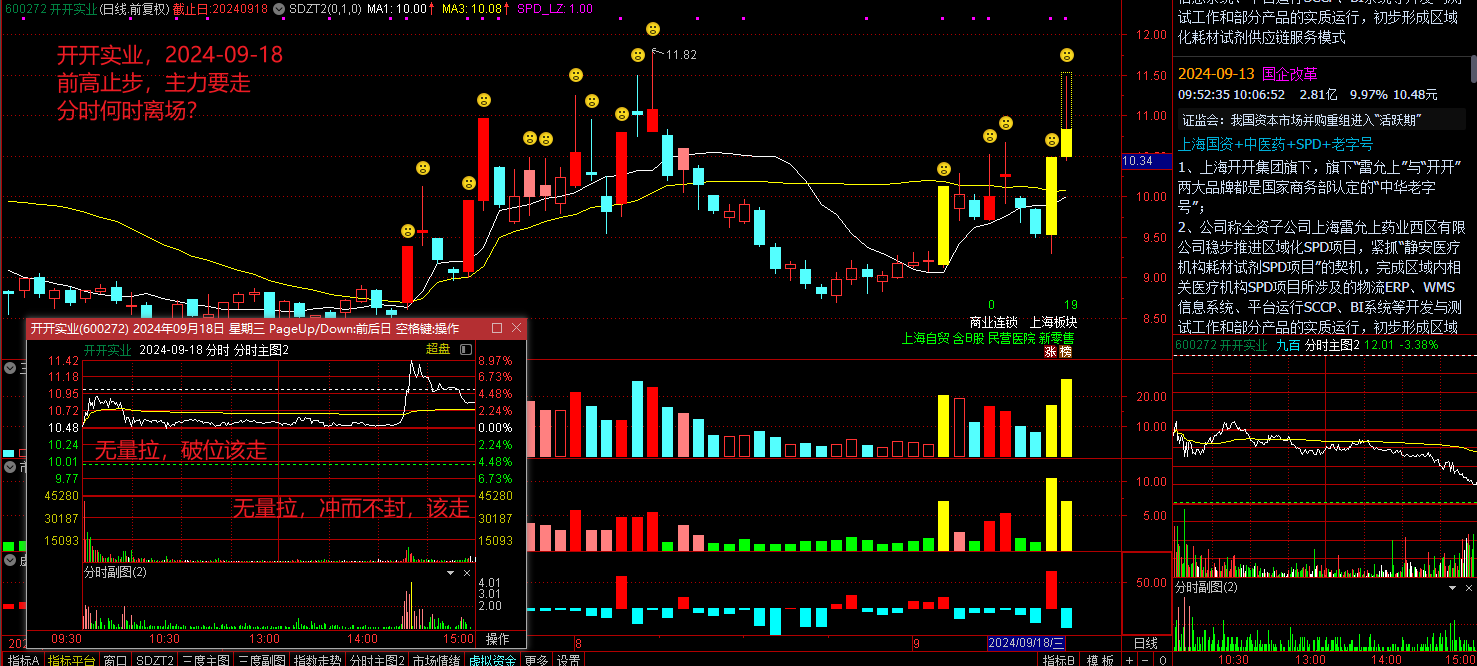 600272 开开实业(日线.前复权) 截止日:20240918 SDZT2(0,1,0) MA1: 10.00↑ MA3: 10.08↑ SPD_LZ: 1.00
开开实业，2024-09-18
前高止步，主力要走
分时何时离场?
11.82
12.00
11.50
11.00
10.34
10.00
9.50
9.00
8.50
0
19
商业连锁 上海板块
上海自贸 含B股 民营医院 新零售
涨 榜
20.00
10.00
10.00
5.00
50.00
8
9
2024/09/18/三
日线
开开实业(600272) 2024年09月18日 星期三 PageUp/Down:前后日 空格键:操作
开开实业 2024-09-18 分时 分时主图2 超盘
11.42 8.97%
11.18 6.73%
10.95 4.48%
10.72 2.24%
10.48 0.00%
10.24 2.24%
10.01 4.48%
9.77 6.73%
45280 45280
30187 30187
15093 15093
无量拉，破位该走
无量拉，冲而不封，该走
分时副图(2)
4.01
3.01
2.00
09:30 10:30 13:00 14:00 15:00 操作
指标A 指标平台 窗口 SDZT2 三度主图 三度副图 指数走势 分时主图2 市场情绪 虚拟资金 更多 设置
指标B 模 板 + - 0
试工作和部分产品的实质运行，初步形成区域
化耗材试剂供应链服务模式
2024-09-13 国企改革
09:52:35 10:06:52 2.81亿 9.97% 10.48元
证监会：我国资本市场并购重组进入“活跃期”
上海国资+中医药+SPD+老字号
1、上海开开集团旗下，旗下“雷允上”与“开开”
两大品牌都是国家商务部认定的“中华老字
号”；
2、公司称全资子公司上海雷允上药业西区有限
公司稳步推进区域化SPD项目，紧抓“静安医疗
机构耗材试剂SPD项目”的契机，完成区域内相
关医疗机构SPD项目所涉及的物流ERP、WMS
信息系统、平台运行SCCP、BI系统等开发与测
试工作和部分产品的实质运行，初步形成区域
600272 开开实业 九百 分时主图2 12.01 -3.38%
分时副图(2)
10:30 13:00 14:00 15:00